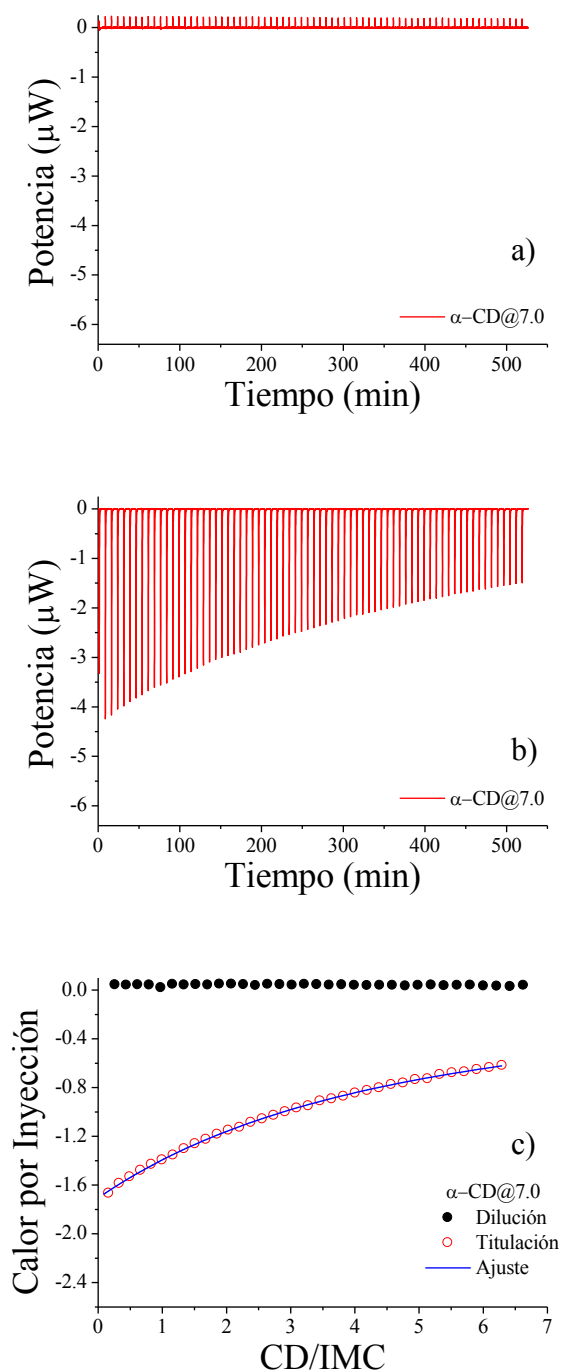 0
-1
-2
-3
-4
-5
-6
Potencia (μW)
a)
α−CD@7.0
0 100 200 300 400 500
Tiempo (min)
0
-1
-2
-3
-4
-5
-6
Potencia (μW)
b)
α−CD@7.0
0 100 200 300 400 500
Tiempo (min)
0.0
-0.4
-0.8
-1.2
-1.6
-2.0
-2.4
Calor por Inyección
c)
α−CD@7.0
Dilución
Titulación
Ajuste
0 1 2 3 4 5 6 7
CD/IMC